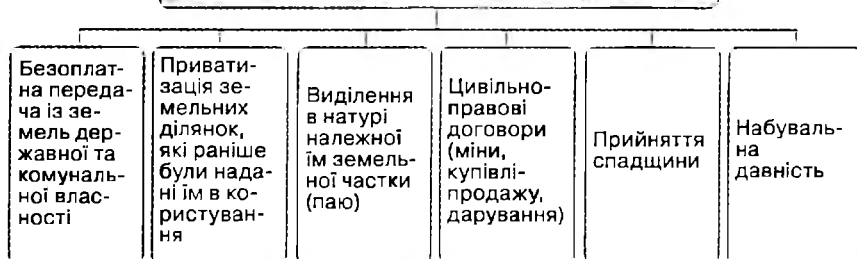 Безоплат-
на переда-
ча із зе-
мель дер-
жавної та
комуналь-
ної влас-
ності
Привати-
зація зе-
мельних
ділянок,
які раніше
були нада-
ні їм в ко-
ристуван-
ня
Виділення
в натурі
належної
їм земель-
ної частки
(паю)
Цивільно-
правові
договори
(міни,
купівлі-
продажу,
дарування)
Прийняття
спадщини
Набуваль-
на
давність